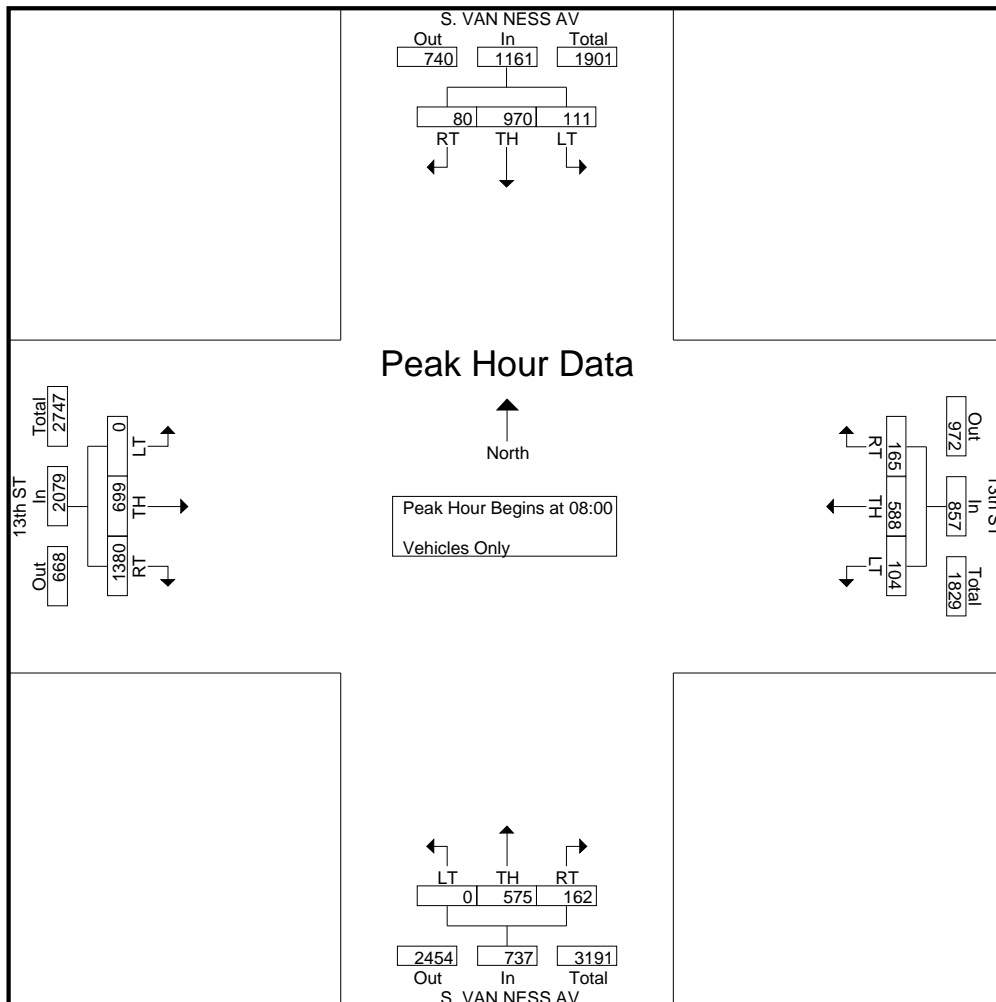 S. VAN NESS AV
Out In Total
740 1161 1901
80 970 111
RT TH LT
Peak Hour Data
North
Peak Hour Begins at 08:00
Vehicles Only
13th ST
Total In Out
2747 2079 668
0 699 1380
LT TH RT
13th ST
Out In Total
972 857 1829
165 588 104
RT TH LT
LT TH RT
0 575 162
2454 737 3191
Out In Total
S. VAN NESS AV